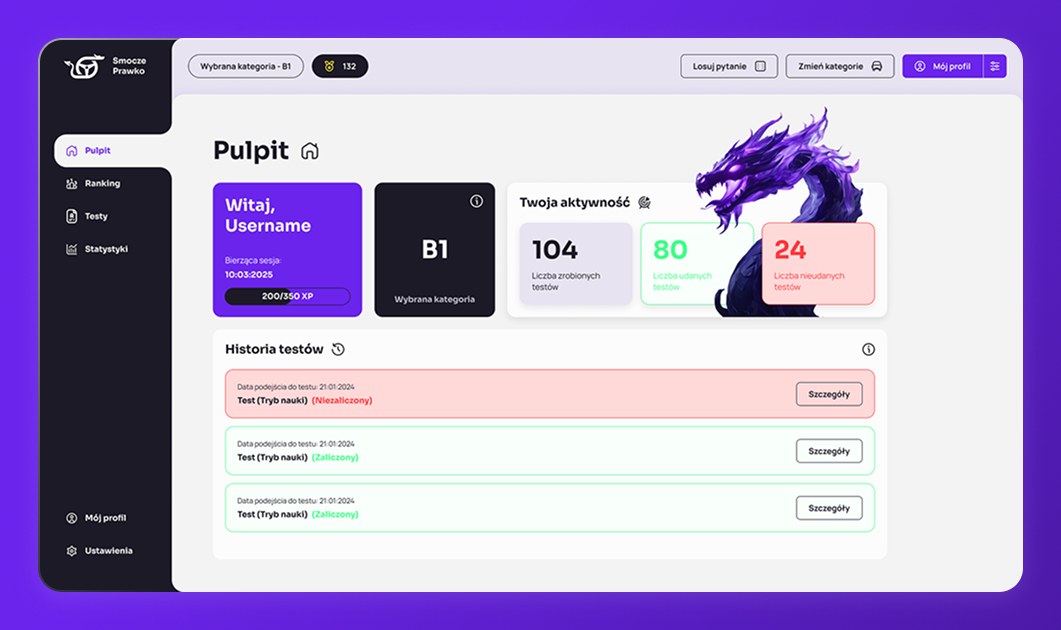 Smocze
Prawko
Wybrana kategoria - B1
132
Losuj pytanie
Zmień kategorie
Mój profil
Pulpit
Ranking
Testy
Statystyki
Mój profil
Ustawienia
Pulpit
Witaj,
Username
Bierząca sesja:
10:03:2025
200/350 XP
B1
Wybrana kategoria
Twoja aktywność
104
Liczba zrobionych
testów
80
Liczba udanych
testów
24
Liczba nieudanych
testów
Historia testów
Data podejścia do testu: 21:01:2024
Test (Tryb nauki) (Niezaliczony)
Szczegóły
Data podejścia do testu: 21:01:2024
Test (Tryb nauki) (Zaliczony)
Szczegóły
Data podejścia do testu: 21:01:2024
Test (Tryb nauki) (Zaliczony)
Szczegóły